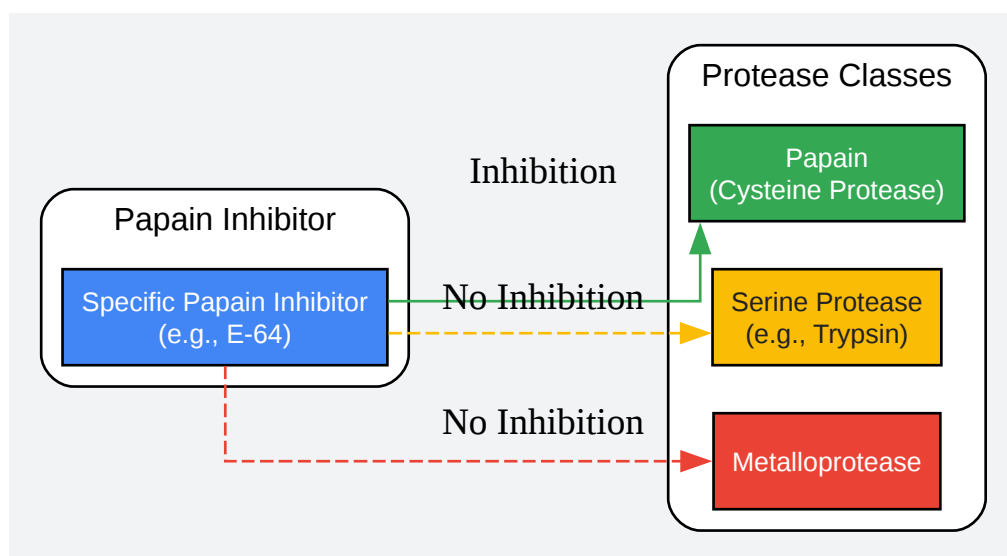 Protease Classes
Papain
(Cysteine Protease)
Inhibition
Papain Inhibitor
Specific Papain Inhibitor
(e.g., E-64)
No Inhibition
Serine Protease
(e.g., Trypsin)
No Inhibition
Metalloprotease